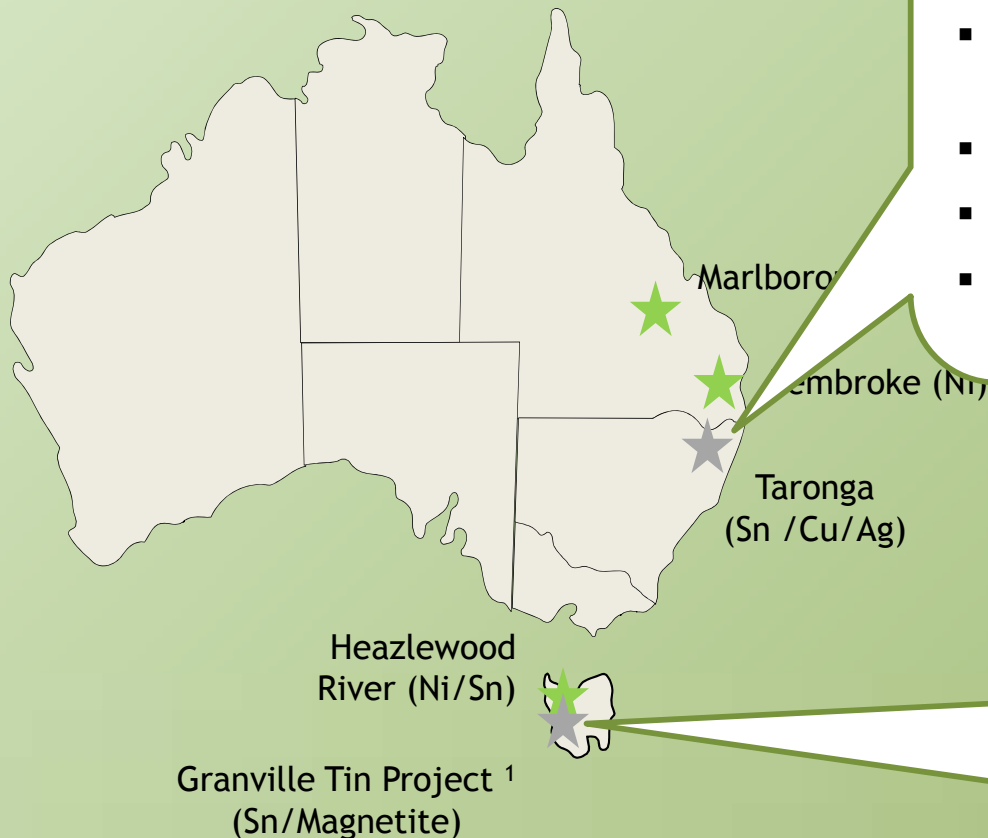 Marlboro
embroke (Ni)
Taronga
(Sn /Cu/Ag)
Heazlewood
River (Ni/Sn)
Granville Tin Project ¹
(Sn/Magnetite)